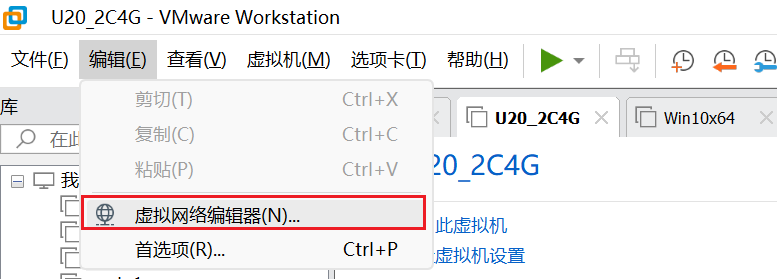 U20_2C4G - VMware Workstation
文件(F) 编辑(E) 查看(V) 虚拟机(M) 选项卡(T) 帮助(H)
库
剪切(T) Ctrl+X
U20_2C4G Win10x64
在此
复制(C) Ctrl+C
20_2C4G
粘贴(P) Ctrl+V
我
虚拟网络编辑器(N)...
此虚拟机
首选项(R)... Ctrl+P
虚拟机设置